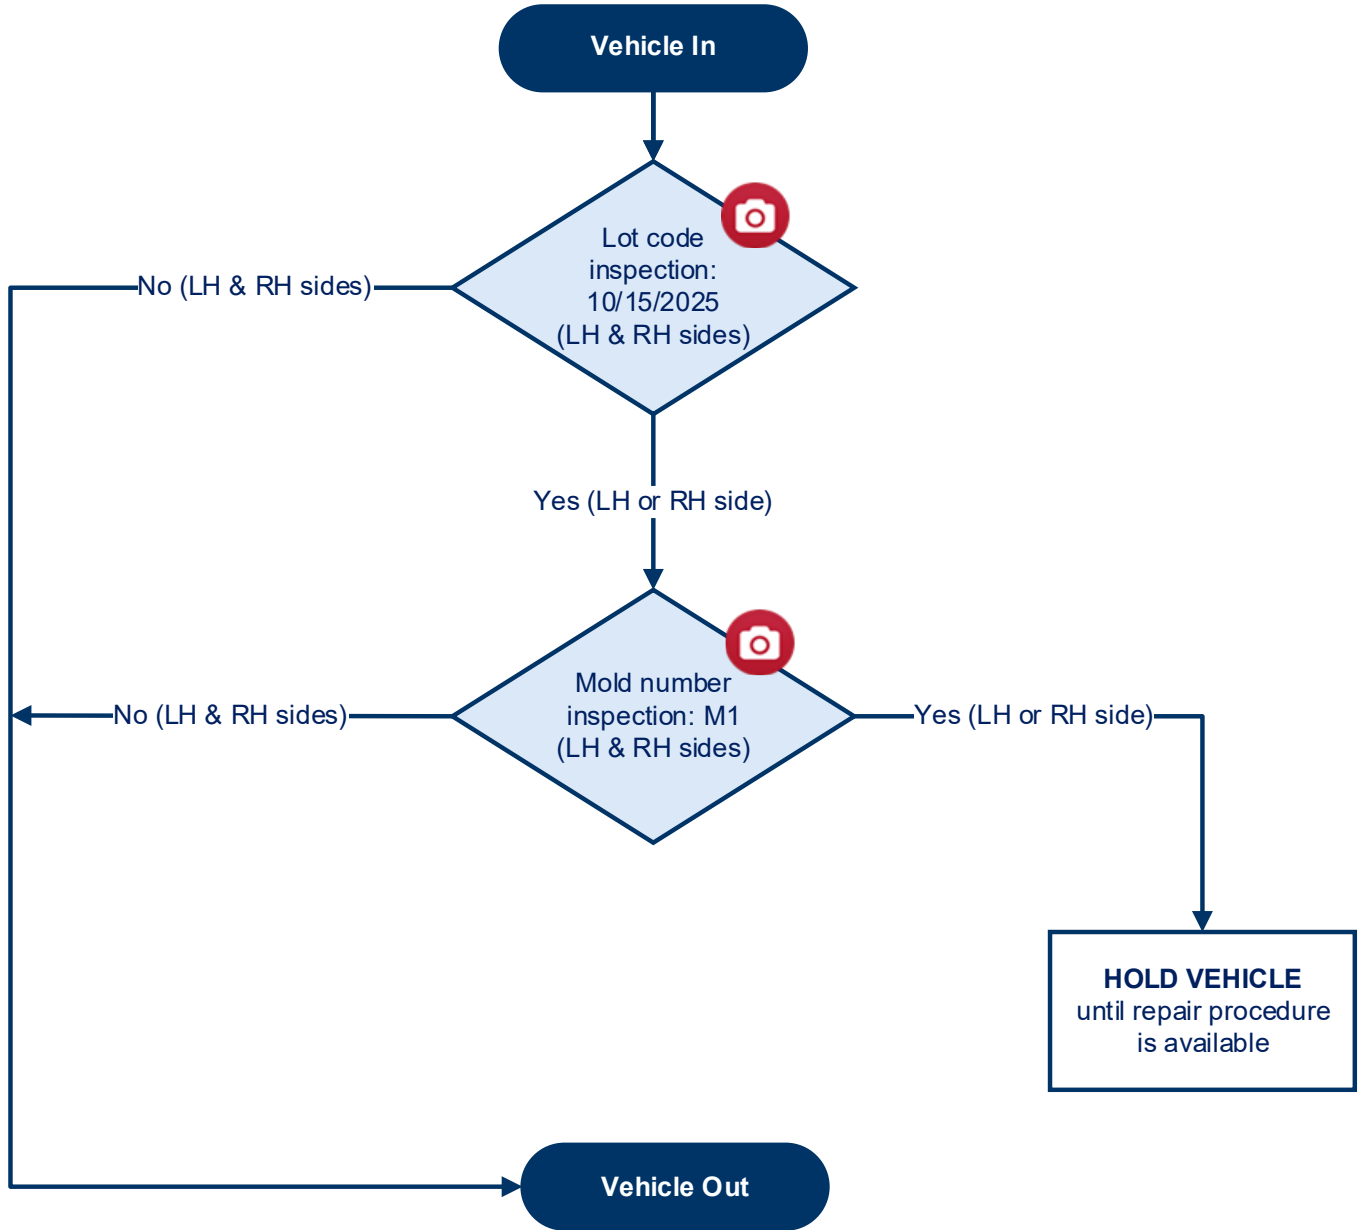 Vehicle In
Lot code
inspection:
10/15/2025
(LH & RH sides)
No (LH & RH sides)
Yes (LH or RH side)
Mold number
inspection: M1
(LH & RH sides)
No (LH & RH sides)
Yes (LH or RH side)
HOLD VEHICLE
until repair procedure
is available
Vehicle Out